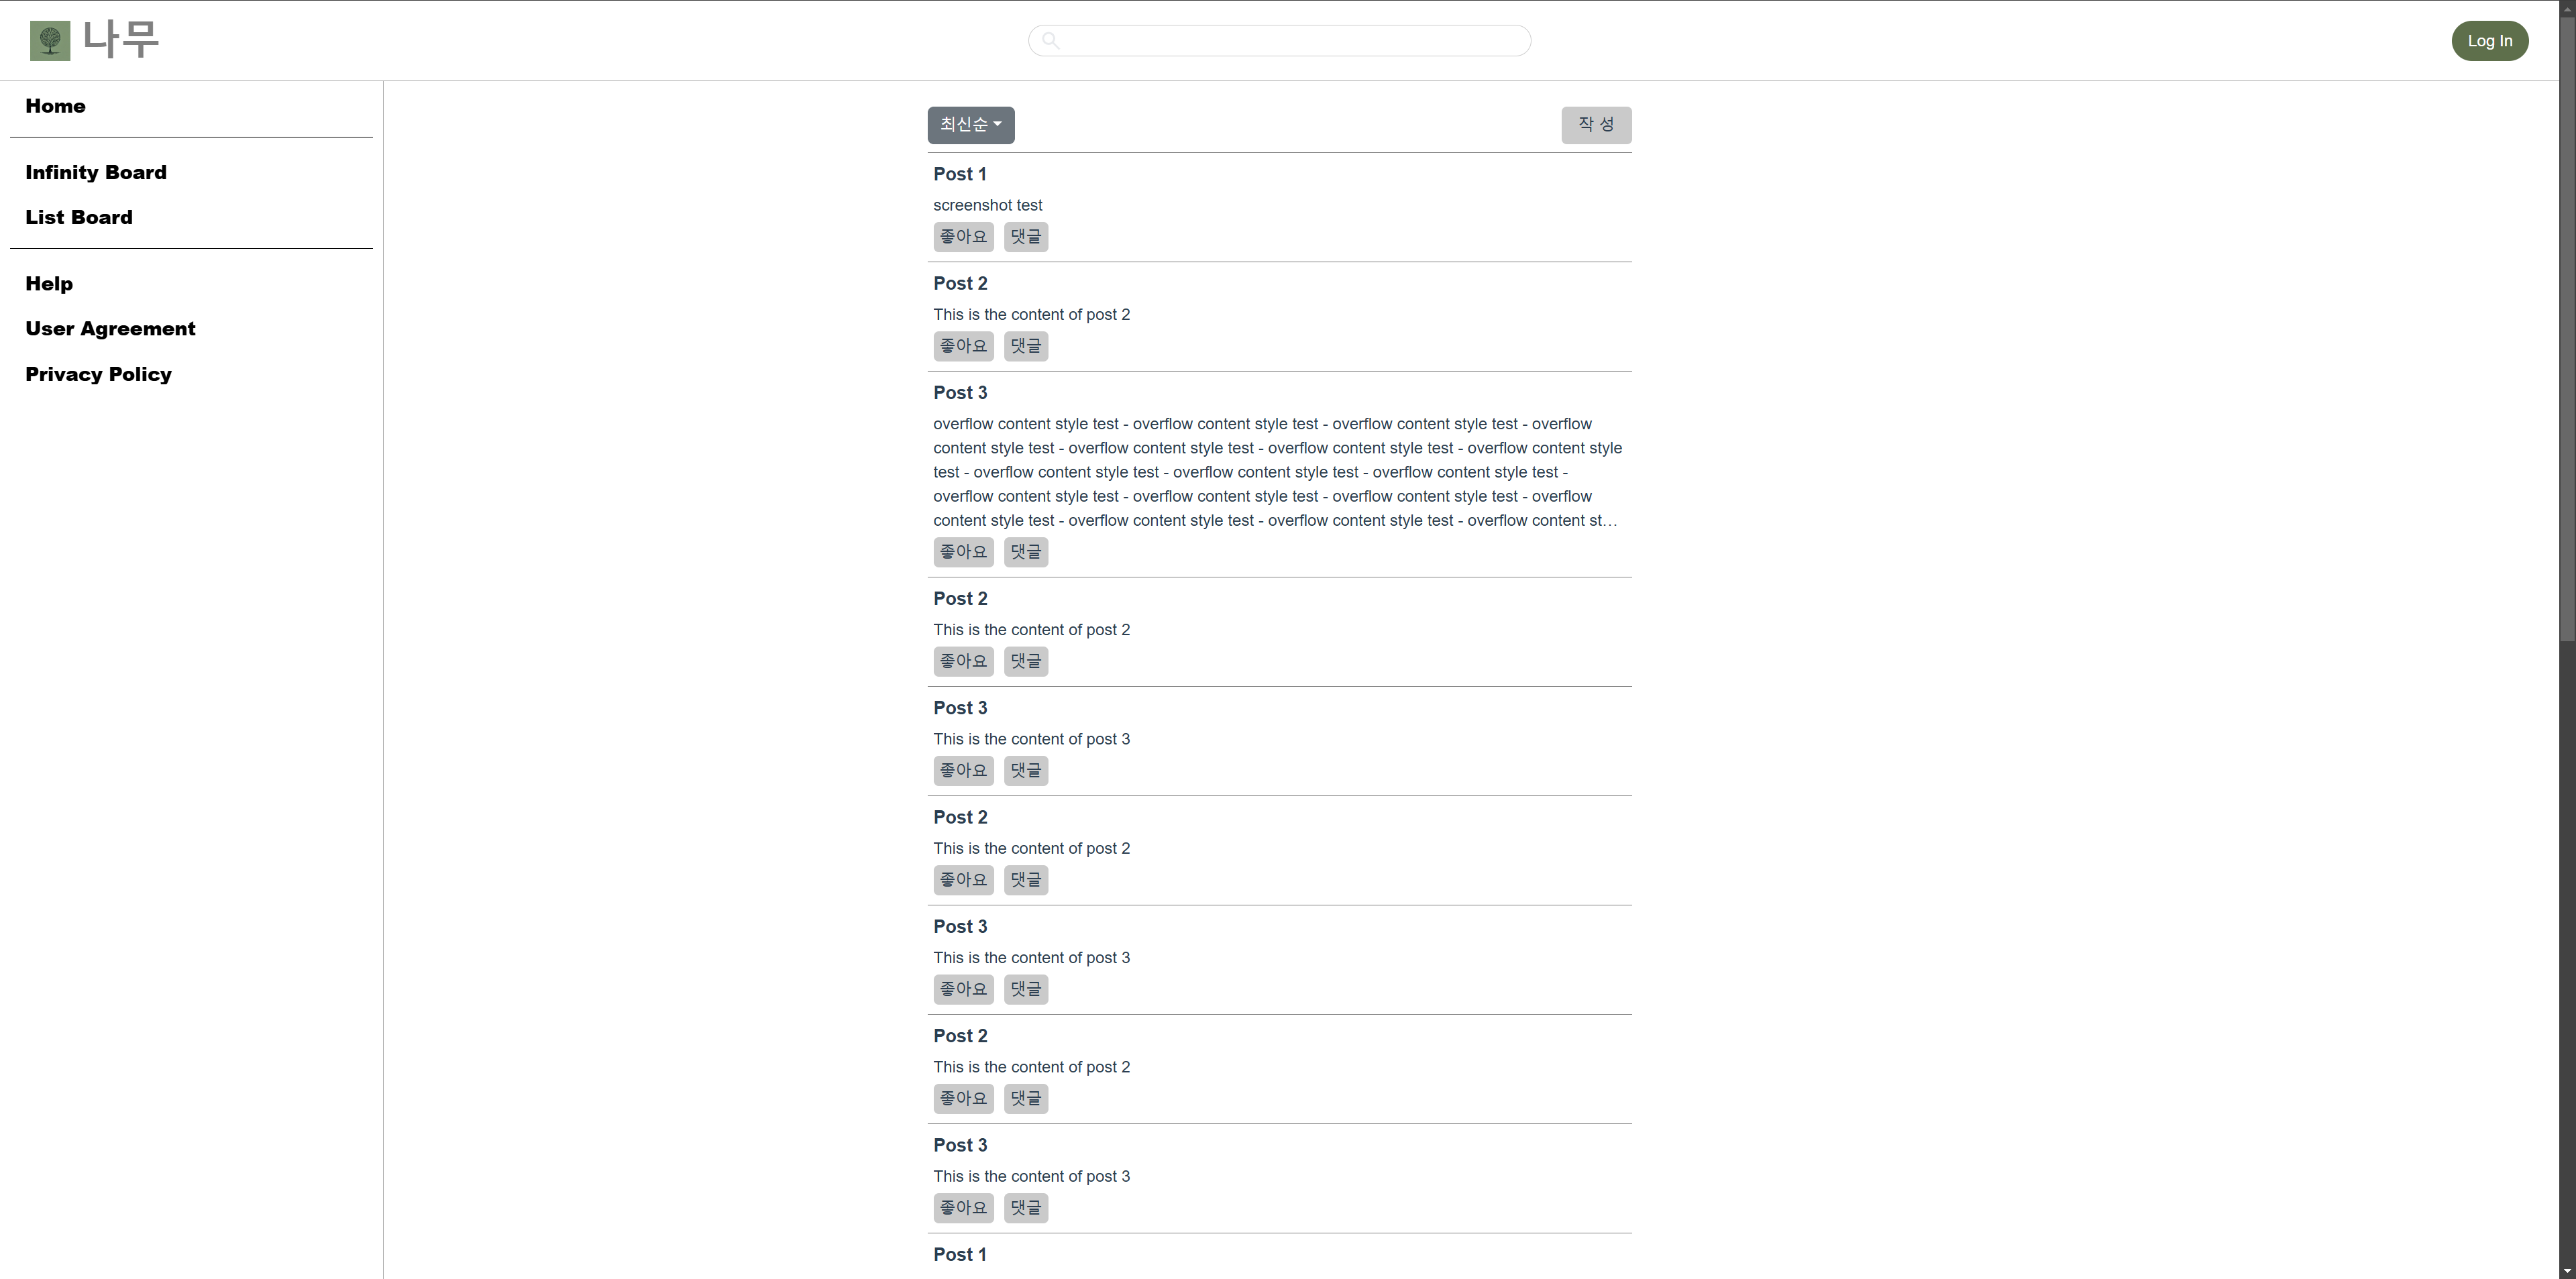 나무
Log In
Home
Infinity Board
List Board
Help
User Agreement
Privacy Policy
최신순
작 성
Post 1
screenshot test
좋아요 댓글
Post 2
This is the content of post 2
좋아요 댓글
Post 3
overflow content style test - overflow content style test - overflow content style test - overflow
content style test - overflow content style test - overflow content style test - overflow content style
test - overflow content style test - overflow content style test - overflow content style test -
overflow content style test - overflow content style test - overflow content style test - overflow
content style test - overflow content style test - overflow content style test - overflow content st...
좋아요 댓글
Post 2
This is the content of post 2
좋아요 댓글
Post 3
This is the content of post 3
좋아요 댓글
Post 2
This is the content of post 2
좋아요 댓글
Post 3
This is the content of post 3
좋아요 댓글
Post 2
This is the content of post 2
좋아요 댓글
Post 3
This is the content of post 3
좋아요 댓글
Post 1